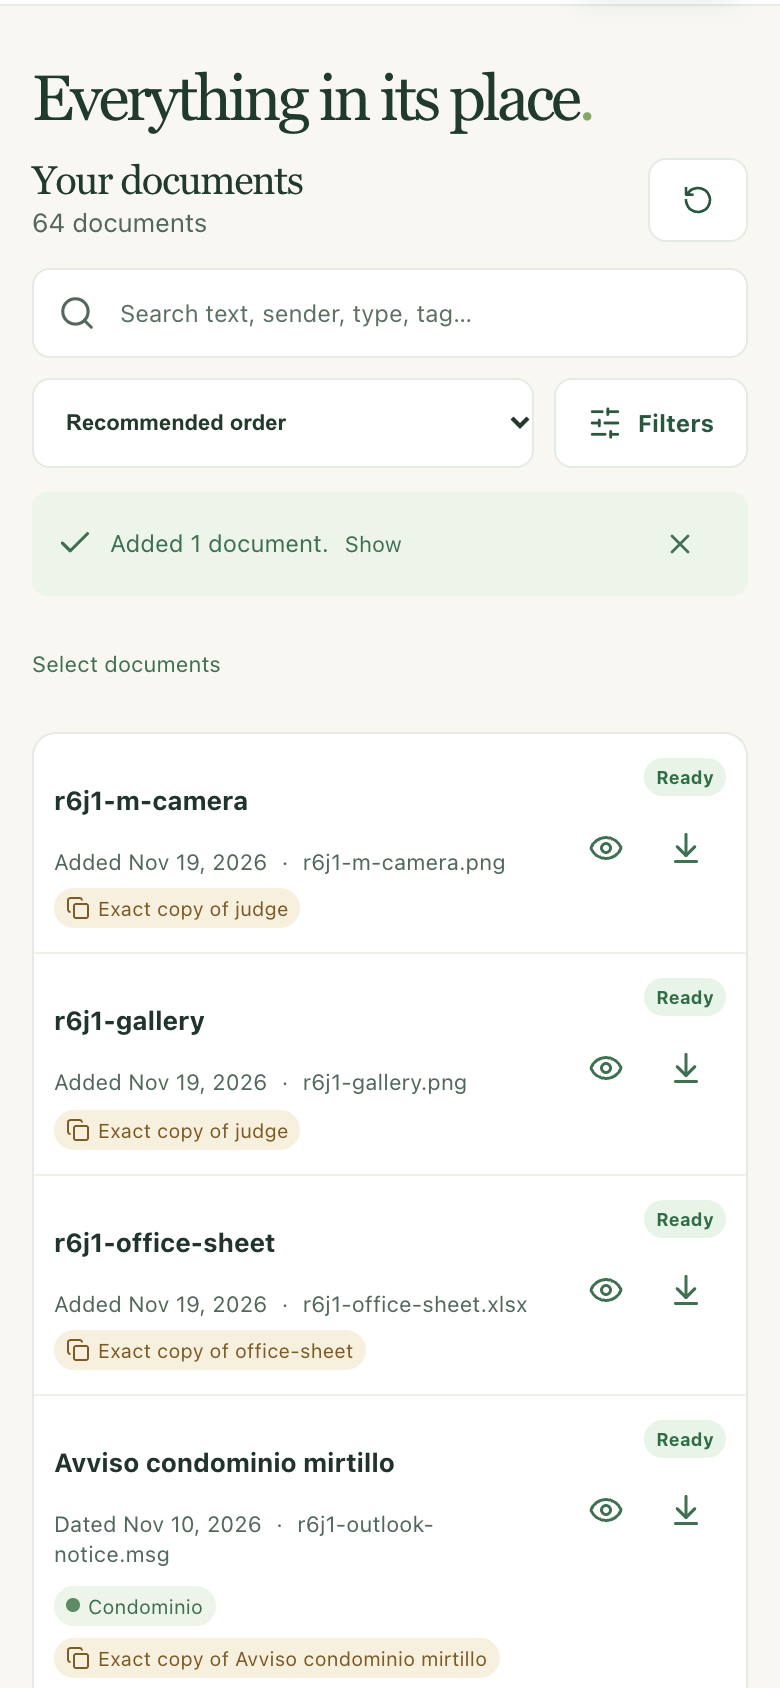 Everything in its place.
Your documents
64 documents
Search text, sender, type, tag...
Recommended order
Filters
Added 1 document. Show
Select documents
Ready
r6j1-m-camera
Added Nov 19, 2026 · r6j1-m-camera.png
Exact copy of judge
Ready
r6j1-gallery
Added Nov 19, 2026 · r6j1-gallery.png
Exact copy of judge
Ready
r6j1-office-sheet
Added Nov 19, 2026 · r6j1-office-sheet.xlsx
Exact copy of office-sheet
Ready
Avviso condominio mirtillo
Dated Nov 10, 2026 · r6j1-outlook-
notice.msg
Condominio
Exact copy of Avviso condominio mirtillo